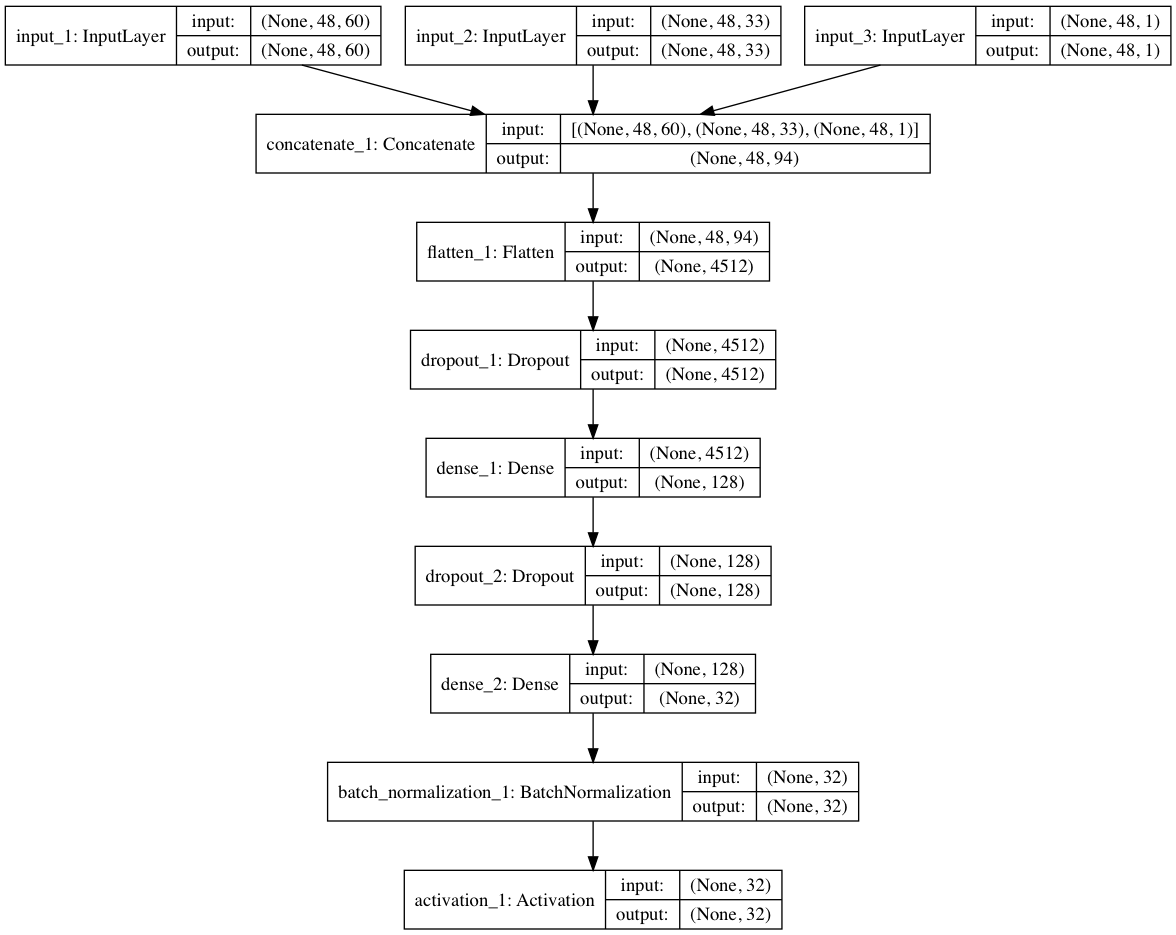 input_1: InputLayer
input: (None, 48, 60)
output: (None, 48, 60)
input_2: InputLayer
input: (None, 48, 33)
output: (None, 48, 33)
input_3: InputLayer
input: (None, 48, 1)
output: (None, 48, 1)
concatenate_1: Concatenate
input: [(None, 48, 60), (None, 48, 33), (None, 48, 1)]
output: (None, 48, 94)
flatten_1: Flatten
input: (None, 48, 94)
output: (None, 4512)
dropout_1: Dropout
input: (None, 4512)
output: (None, 4512)
dense_1: Dense
input: (None, 4512)
output: (None, 128)
dropout_2: Dropout
input: (None, 128)
output: (None, 128)
dense_2: Dense
input: (None, 128)
output: (None, 32)
batch_normalization_1: BatchNormalization
input: (None, 32)
output: (None, 32)
activation_1: Activation
input: (None, 32)
output: (None, 32)